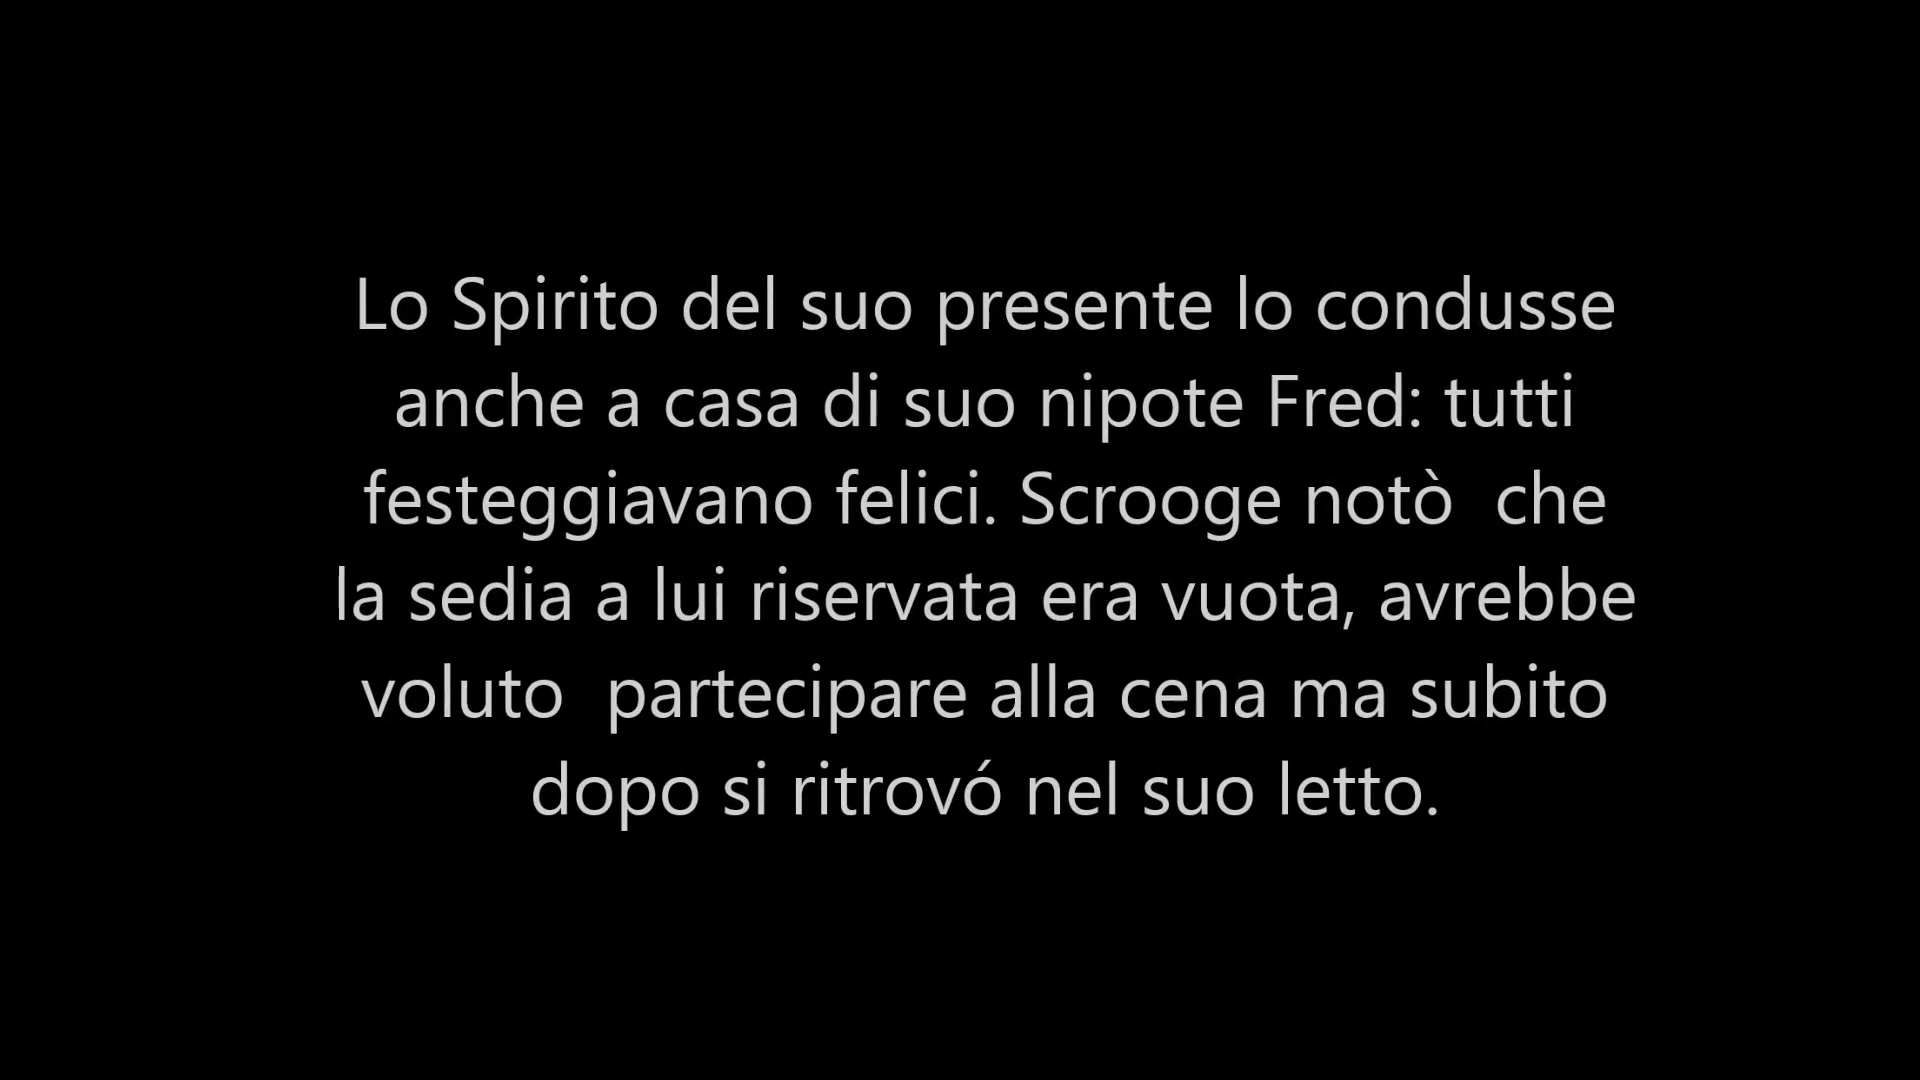 Lo Spirito del suo presente lo condusse
anche a casa di suo nipote Fred: tutti
festeggiavano felici. Scrooge notò  che
la sedia a lui riservata era vuota, avrebbe
voluto  partecipare alla cena ma subito
dopo si ritrovó nel suo letto.